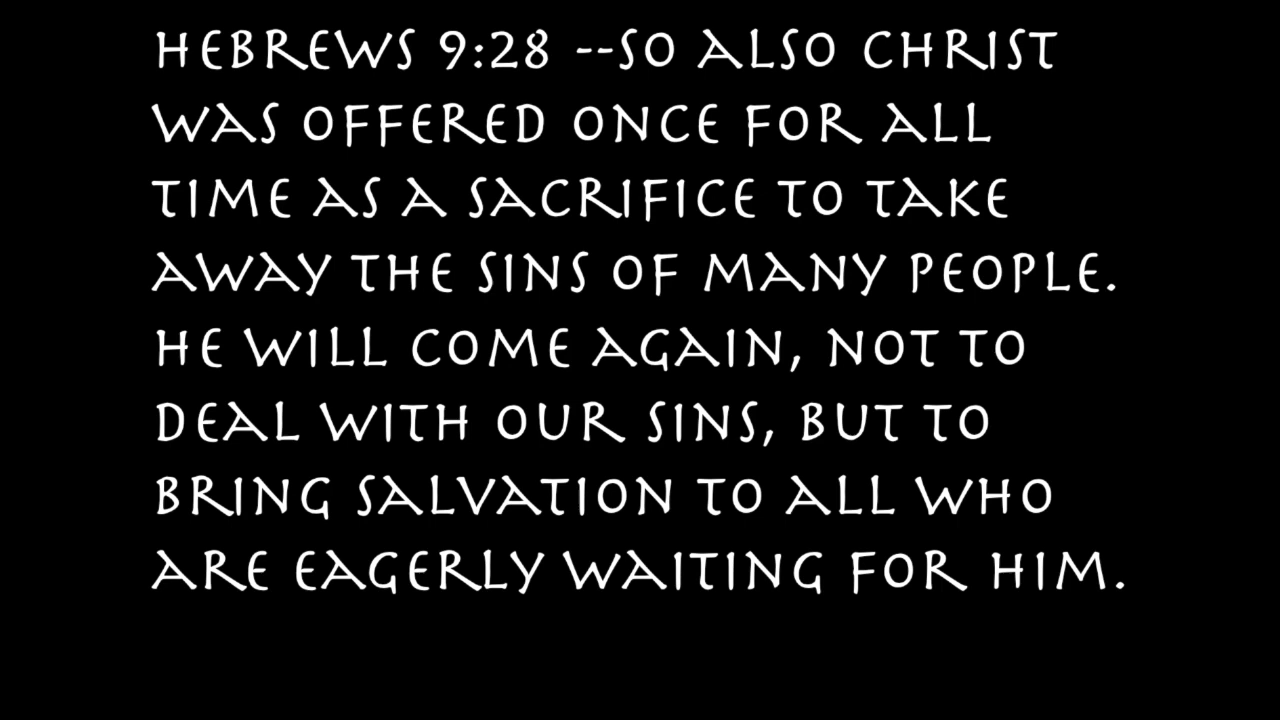 HEBREWS 9:28 --SO ALSO CHRIST
WAS OFFERED ONCE FOR ALL
TIME AS A SACRIFICE TO TAKE
AWAY THE SINS OF MANY PEOPLE.
HE WILL COME AGAIN, NOT TO
DEAL WITH OUR SINS, BUT TO
BRING SALVATION TO ALL WHO
ARE EAGERLY WAITING FOR HIM.